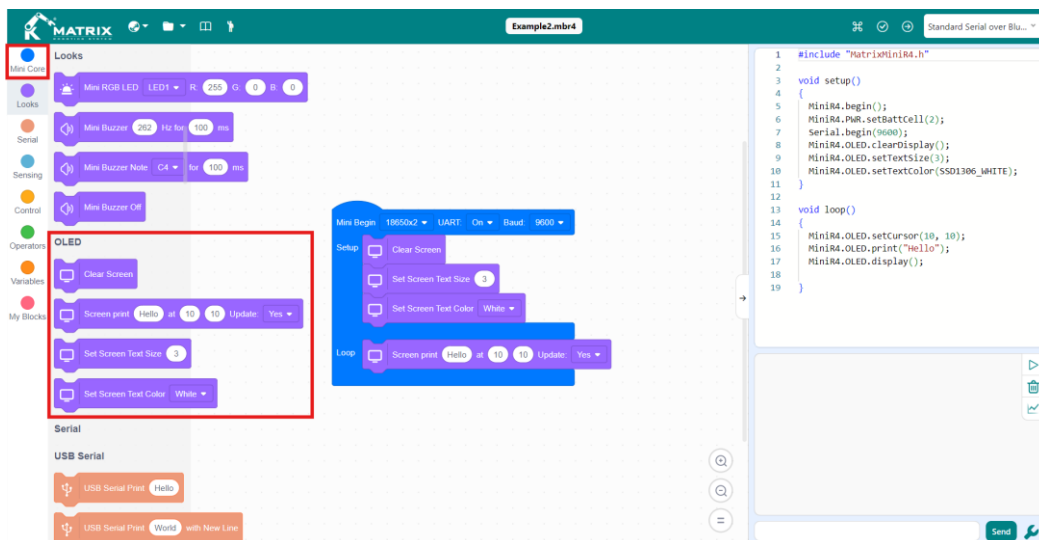 MATRIX
Example2.mbr4
Standard Serial over Blu...
Mini Core
Looks
Serial
Sensing
Control
Operators
Variables
My Blocks
Looks
Mini RGB LED LED1 R: 255 G: 0 B: 0
Mini Buzzer 262 Hz for 100 ms
Mini Buzzer Note C4 for 100 ms
Mini Buzzer Off
OLED
Clear Screen
Screen print Hello at 10 10 Update: Yes
Set Screen Text Size 3
Set Screen Text Color White
Serial
USB Serial
USB Serial Print Hello
USB Serial Print World with New Line
Mini Begin 18650x2 UART: On Baud: 9600
Setup
Clear Screen
Set Screen Text Size 3
Set Screen Text Color White
Loop
Screen print Hello at 10 10 Update: Yes
1 #include "MatrixMiniR4.h"
2
3 void setup()
4 {
5 MiniR4.begin();
6 MiniR4.PWR.setBattCell(2);
7 Serial.begin(9600);
8 MiniR4.OLED.clearDisplay();
9 MiniR4.OLED.setTextSize(3);
10 MiniR4.OLED.setTextColor(SSD1306_WHITE);
11 }
12
13 void loop()
14 {
15 MiniR4.OLED.setCursor(10, 10);
16 MiniR4.OLED.print("Hello");
17 MiniR4.OLED.display();
18
19 }
Send